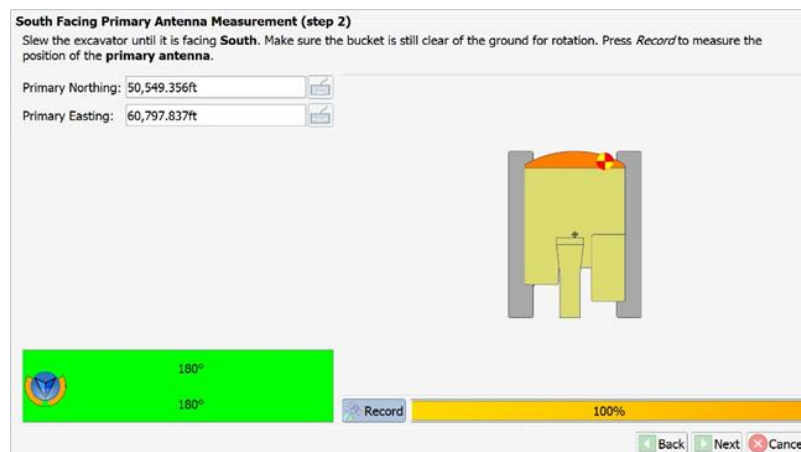 South Facing Primary Antenna Measurement (step 2)
Slew the excavator until it is facing South. Make sure the bucket is still clear of the ground for rotation. Press Record to measure the
position of the primary antenna.
Primary Northing: 50,549.356ft
Primary Easting: 60,797.837ft
180°
180°
Record 100%
Back Next Cance